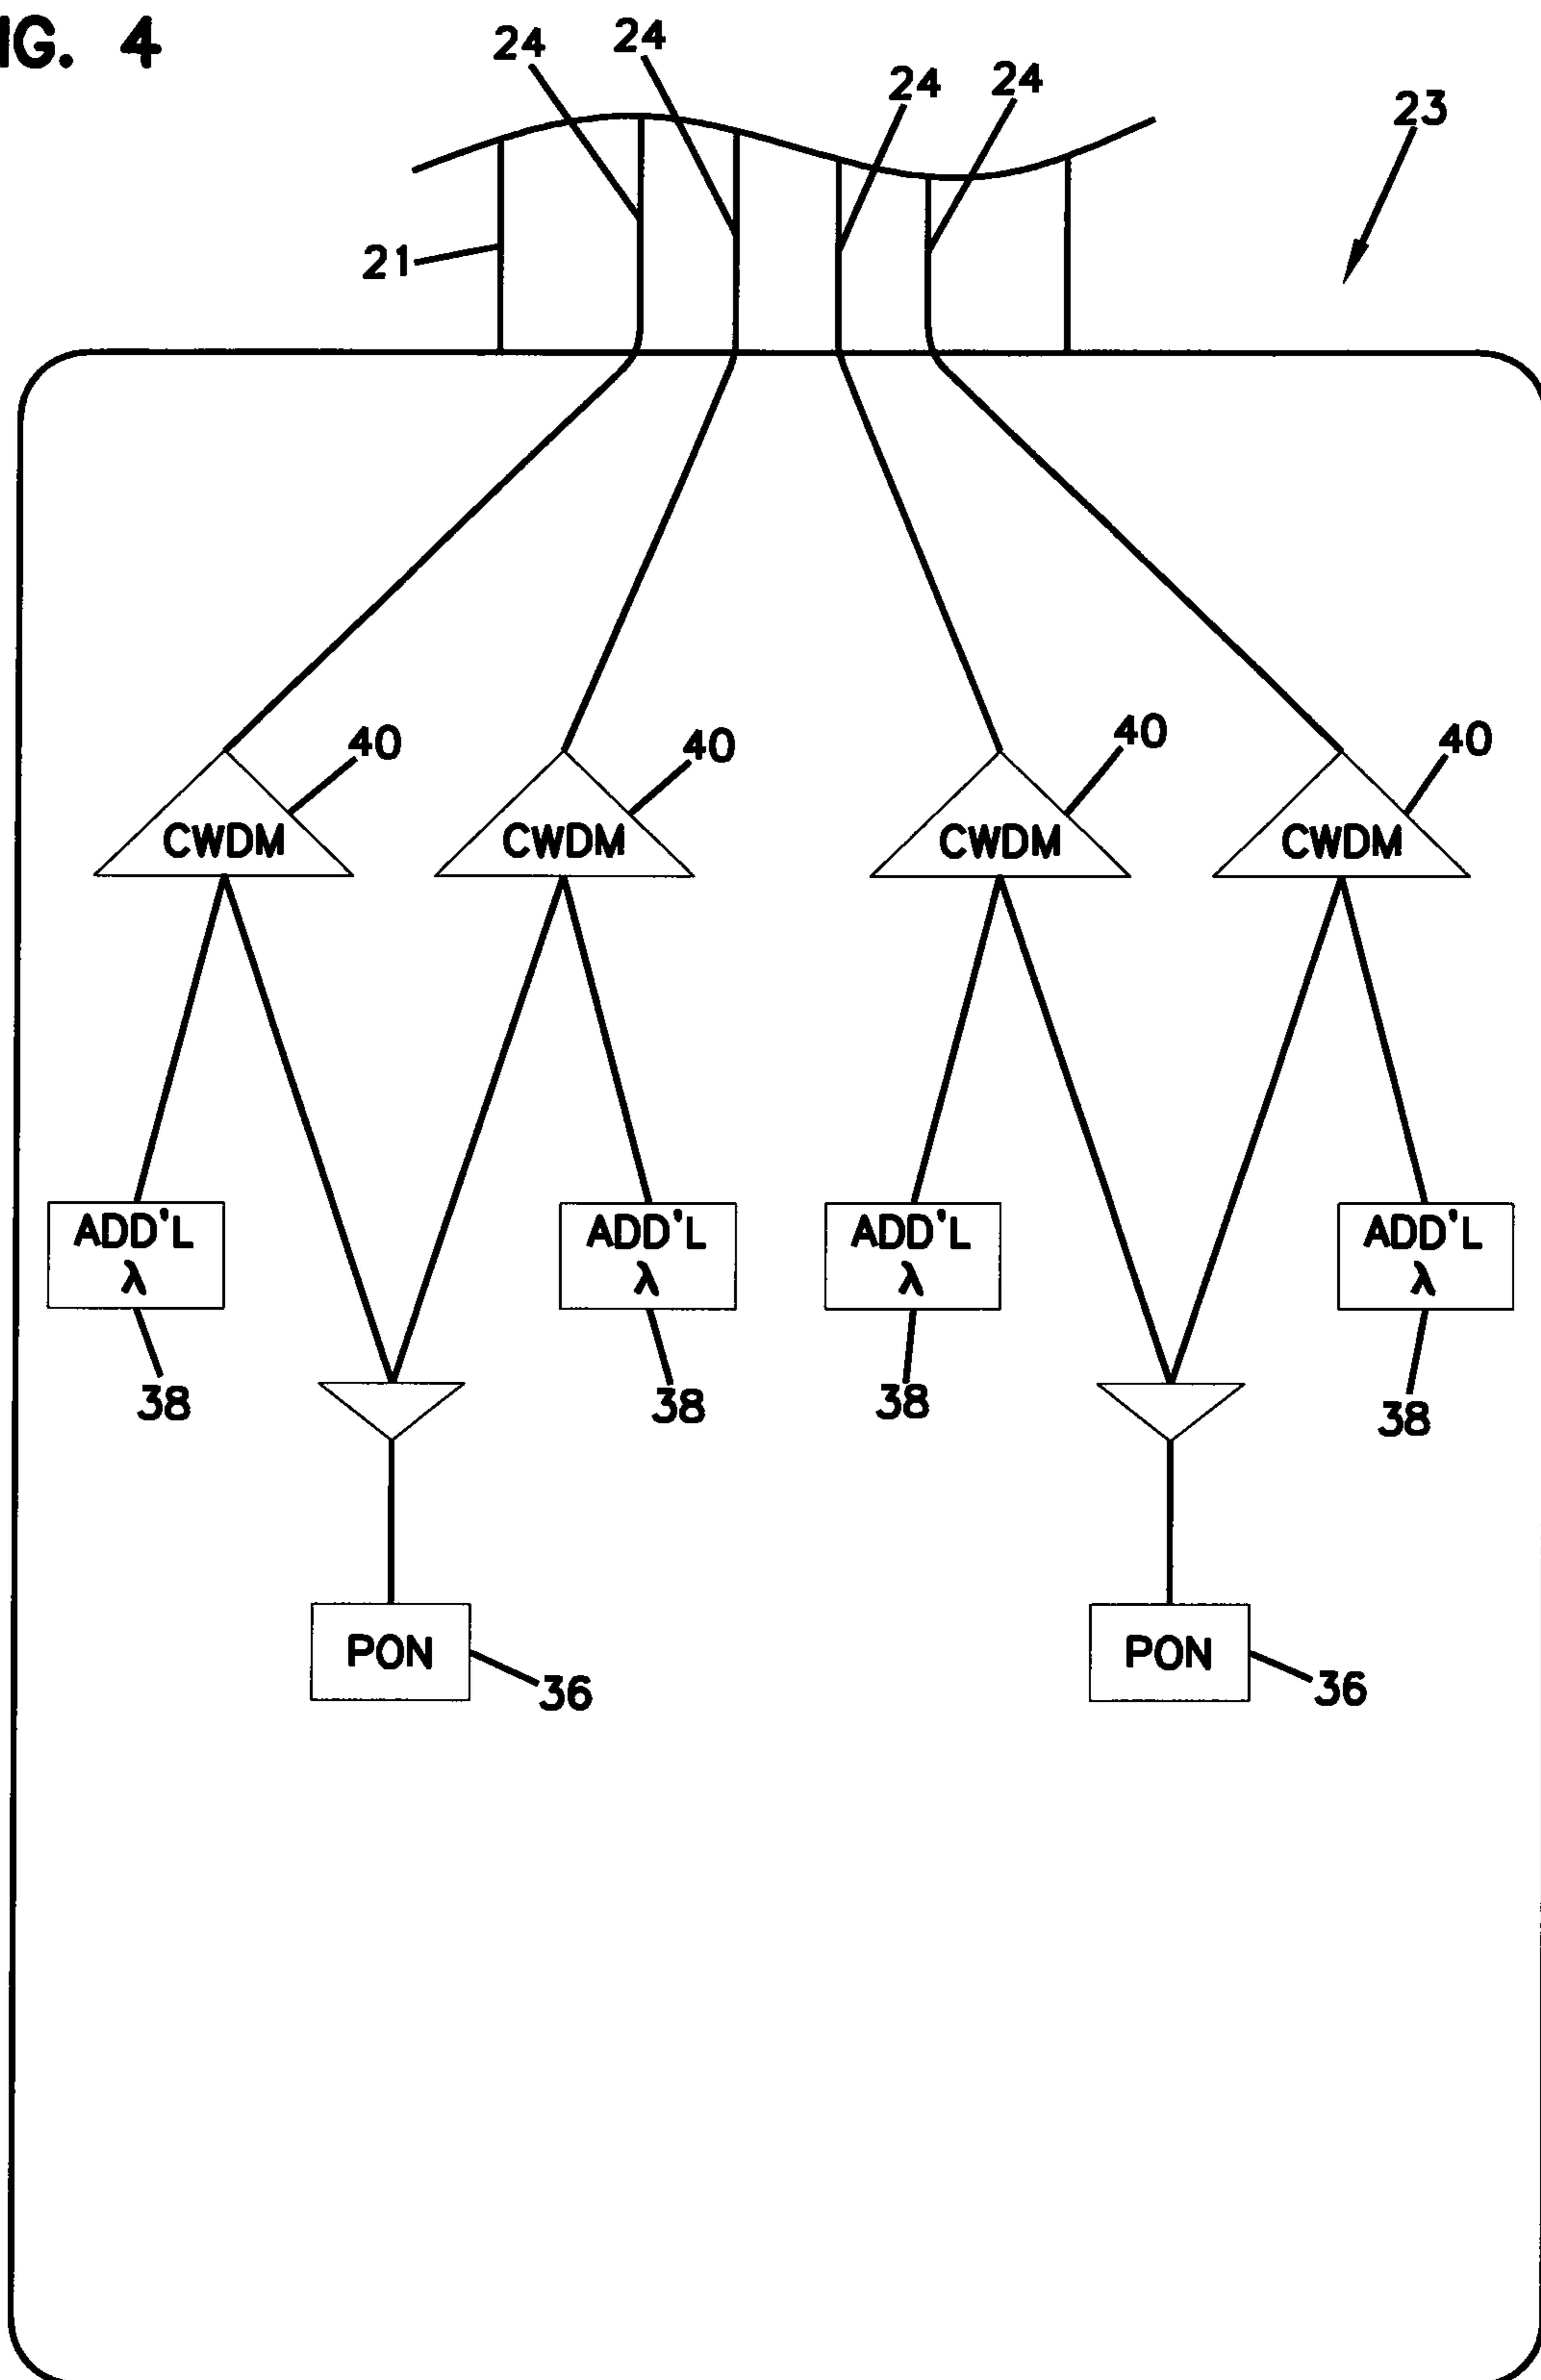 IG. 4
24 24 24 24 23
21
40 40 40 40
CWDM CWDM CWDM CWDM
ADD'L ADD'L ADD'L ADD'L
λ λ λ λ
38 38 38 38
PON PON
36 36